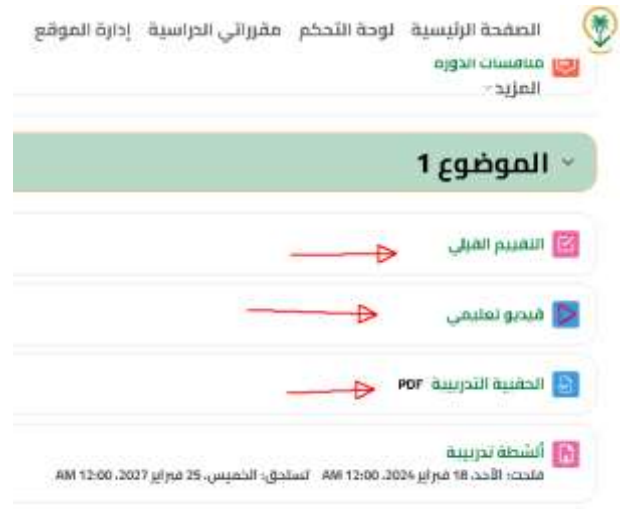 الصفحة الرئيسية لوحة التحكم مقرراتي الدراسية إدارة الموقع
مناقشات الدورة
المزيد
الموضوع 1
التقييم القبلي
فيديو تعليمي
الحقيبة التدريبية PDF
أنشطة تدريبية
فتحت: الأحد، 18 فبراير 2024، 12:00 AM تستحق: الخميس، 25 فبراير 2027، 12:00 AM